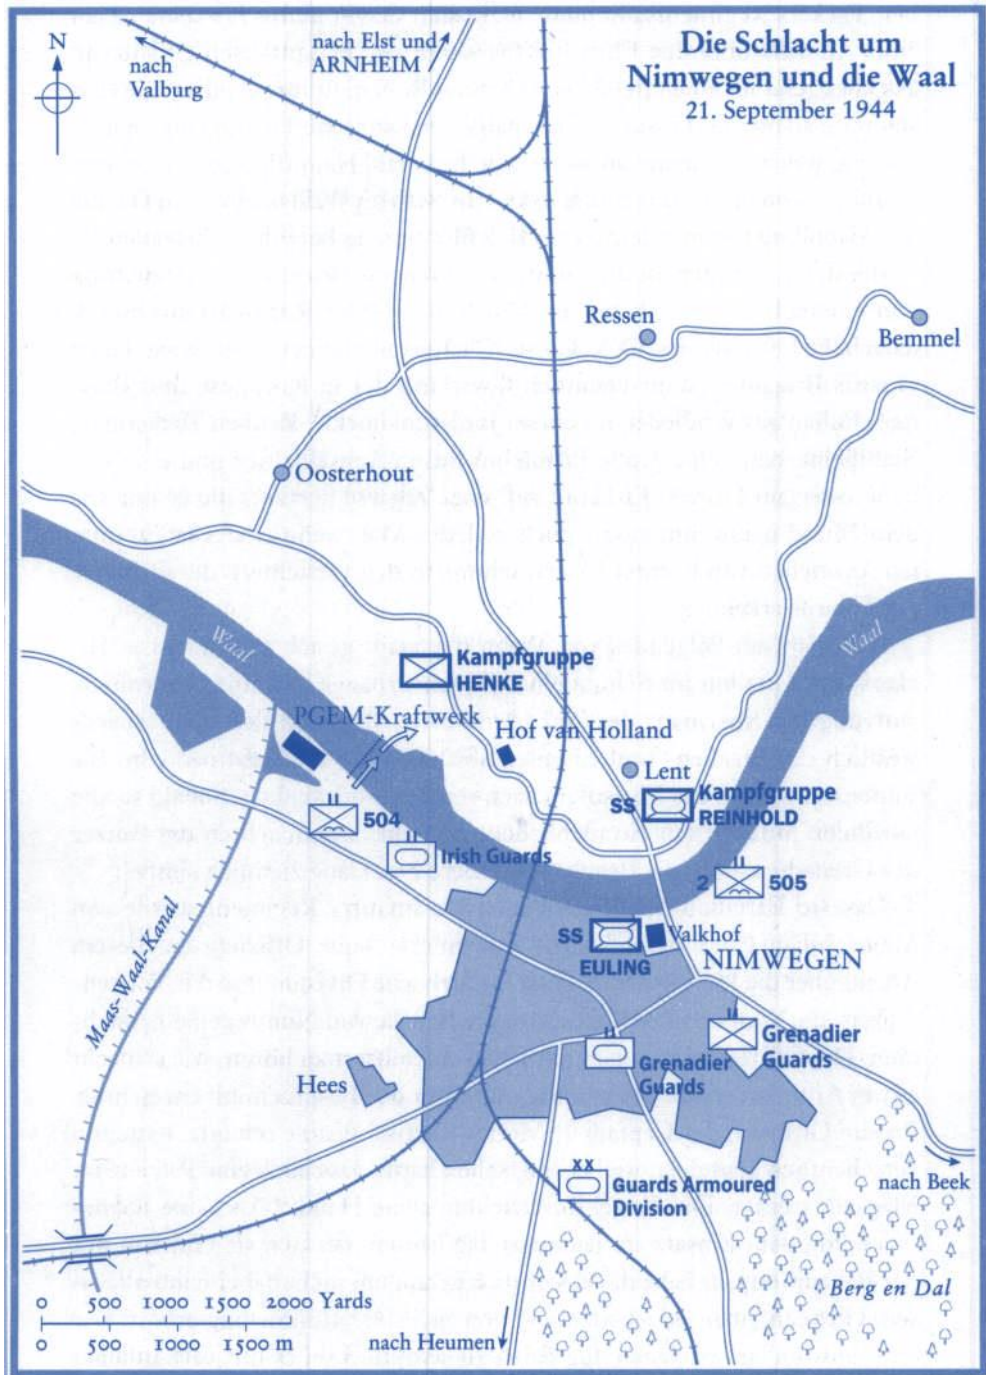 N
nach Elst und
ARNHEIM
nach
Valburg
Die Schlacht um
Nimwegen und die Waal
21. September 1944
Ressen
Bemmel
Oosterhout
Waal
Waal
Kampfgruppe
HENKE
PGEM-Kraftwerk
Hof van Holland
Lent
SS
Kampfgruppe
REINHOLD
504
Irish Guards
2
505
SS
EULING
Valkhof
NIMWEGEN
Maas-Waal-Kanal
Hees
Grenadier
Guards
Grenadier
Guards
XX
Guards Armoured
Division
nach Beek
Berg en Dal
nach Heumen
0 500 1000 1500 2000 Yards
0 500 1000 1500 m